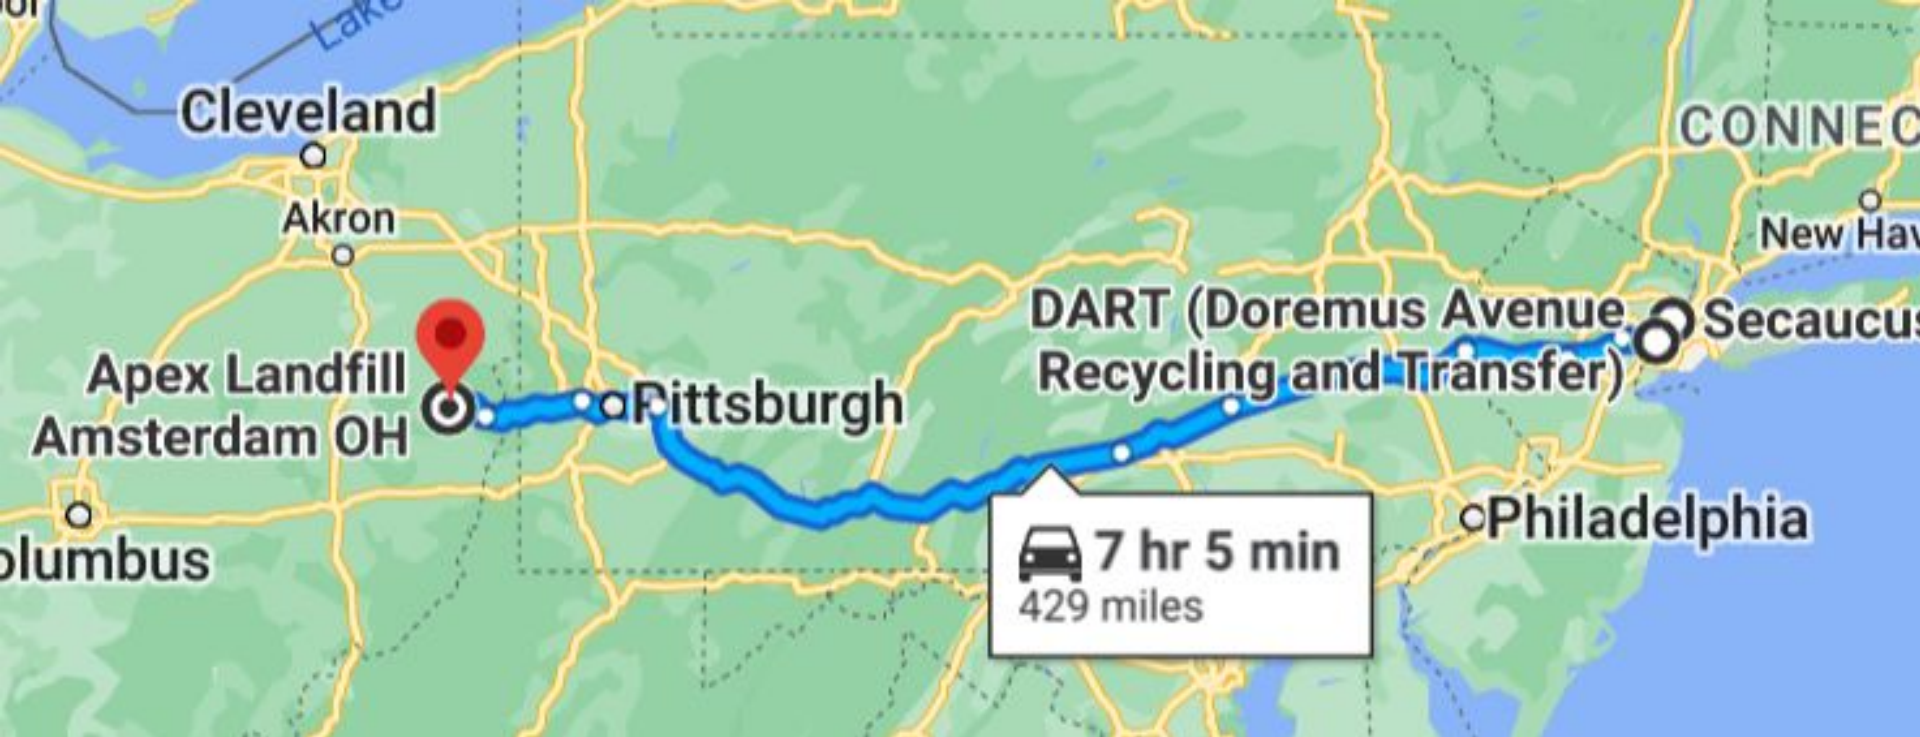 Lake
Cleveland
CONNEC
Akron
New Hav
DART (Doremus Avenue
Recycling and Transfer)
Secaucus
Apex Landfill
Amsterdam OH
Pittsburgh
olumbus
Philadelphia
7 hr 5 min
429 miles